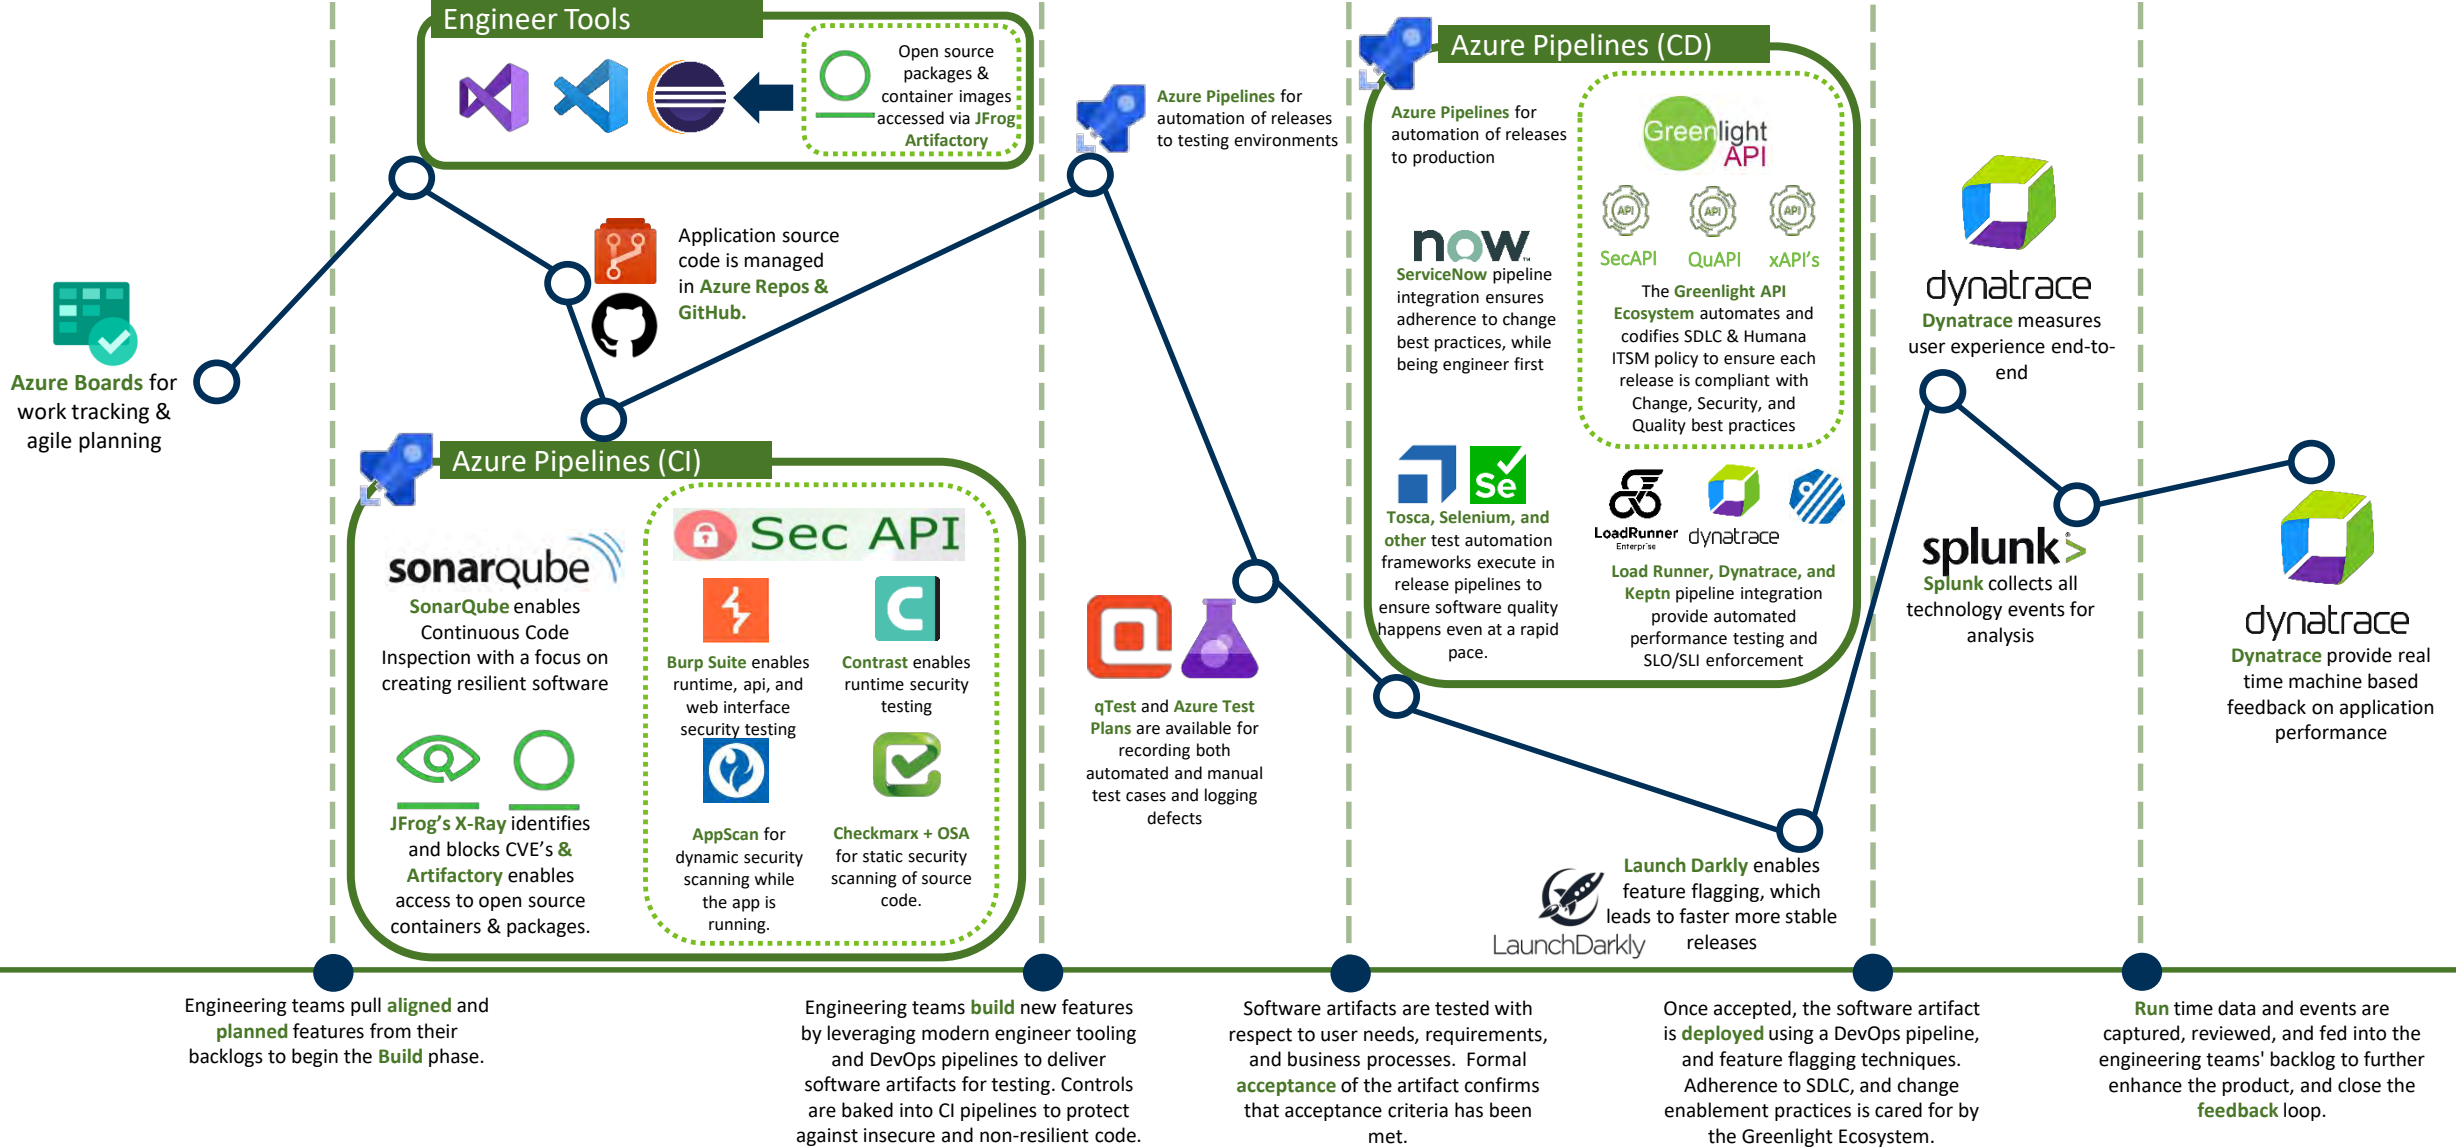 Azure Boards for
work tracking &
agile planning
Engineer Tools
Open source
packages &
container images
accessed via JFrog
Artifactory
Application source
code is managed
in Azure Repos &
GitHub.
Azure Pipelines (CI)
sonarqube
SonarQube enables
Continuous Code
Inspection with a focus on
creating resilient software
JFrog's X-Ray identifies
and blocks CVE's &
Artifactory enables
access to open source
containers & packages.
Sec API
Burp Suite enables
runtime, api, and
web interface
security testing
Contrast enables
runtime security
testing
AppScan for
dynamic security
scanning while
the app is
running.
Checkmarx + OSA
for static security
scanning of source
code.
Azure Pipelines for
automation of releases
to testing environments
qTest and Azure Test
Plans are available for
recording both
automated and manual
test cases and logging
defects
Azure Pipelines (CD)
Azure Pipelines for
automation of releases
to production
now
ServiceNow pipeline
integration ensures
adherence to change
best practices, while
being engineer first
Se
Tosca, Selenium, and
other test automation
frameworks execute in
release pipelines to
ensure software quality
happens even at a rapid
pace.
Greenlight
API
API API API
SecAPI QuAPI xAPI's
The Greenlight API
Ecosystem automates and
codifies SDLC & Humana
ITSM policy to ensure each
release is compliant with
Change, Security, and
Quality best practices
LoadRunner
Enterprise
dynatrace
Load Runner, Dynatrace, and
Keptn pipeline integration
provide automated
performance testing and
SLO/SLI enforcement
LaunchDarkly
Launch Darkly enables
feature flagging, which
leads to faster more stable
releases
dynatrace
Dynatrace measures
user experience end-to-
end
splunk>
Splunk collects all
technology events for
analysis
dynatrace
Dynatrace provide real
time machine based
feedback on application
performance
Engineering teams pull aligned and
planned features from their
backlogs to begin the Build phase.
Engineering teams build new features
by leveraging modern engineer tooling
and DevOps pipelines to deliver
software artifacts for testing. Controls
are baked into CI pipelines to protect
against insecure and non-resilient code.
Software artifacts are tested with
respect to user needs, requirements,
and business processes. Formal
acceptance of the artifact confirms
that acceptance criteria has been
met.
Once accepted, the software artifact
is deployed using a DevOps pipeline,
and feature flagging techniques.
Adherence to SDLC, and change
enablement practices is cared for by
the Greenlight Ecosystem.
Run time data and events are
captured, reviewed, and fed into the
engineering teams' backlog to further
enhance the product, and close the
feedback loop.